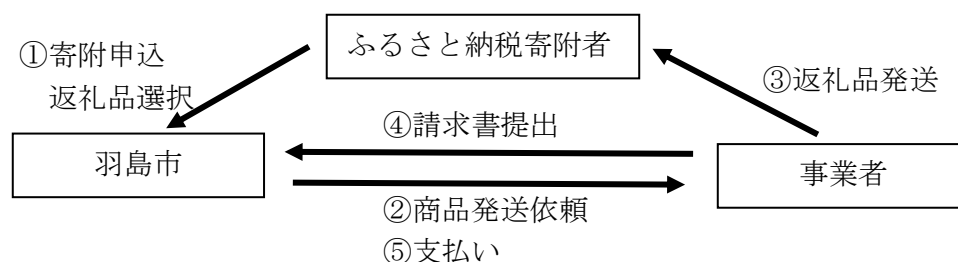 ふるさと納税寄附者
①寄附申込
返礼品選択
③返礼品発送
④請求書提出
羽島市
事業者
②商品発送依頼
⑤支払い